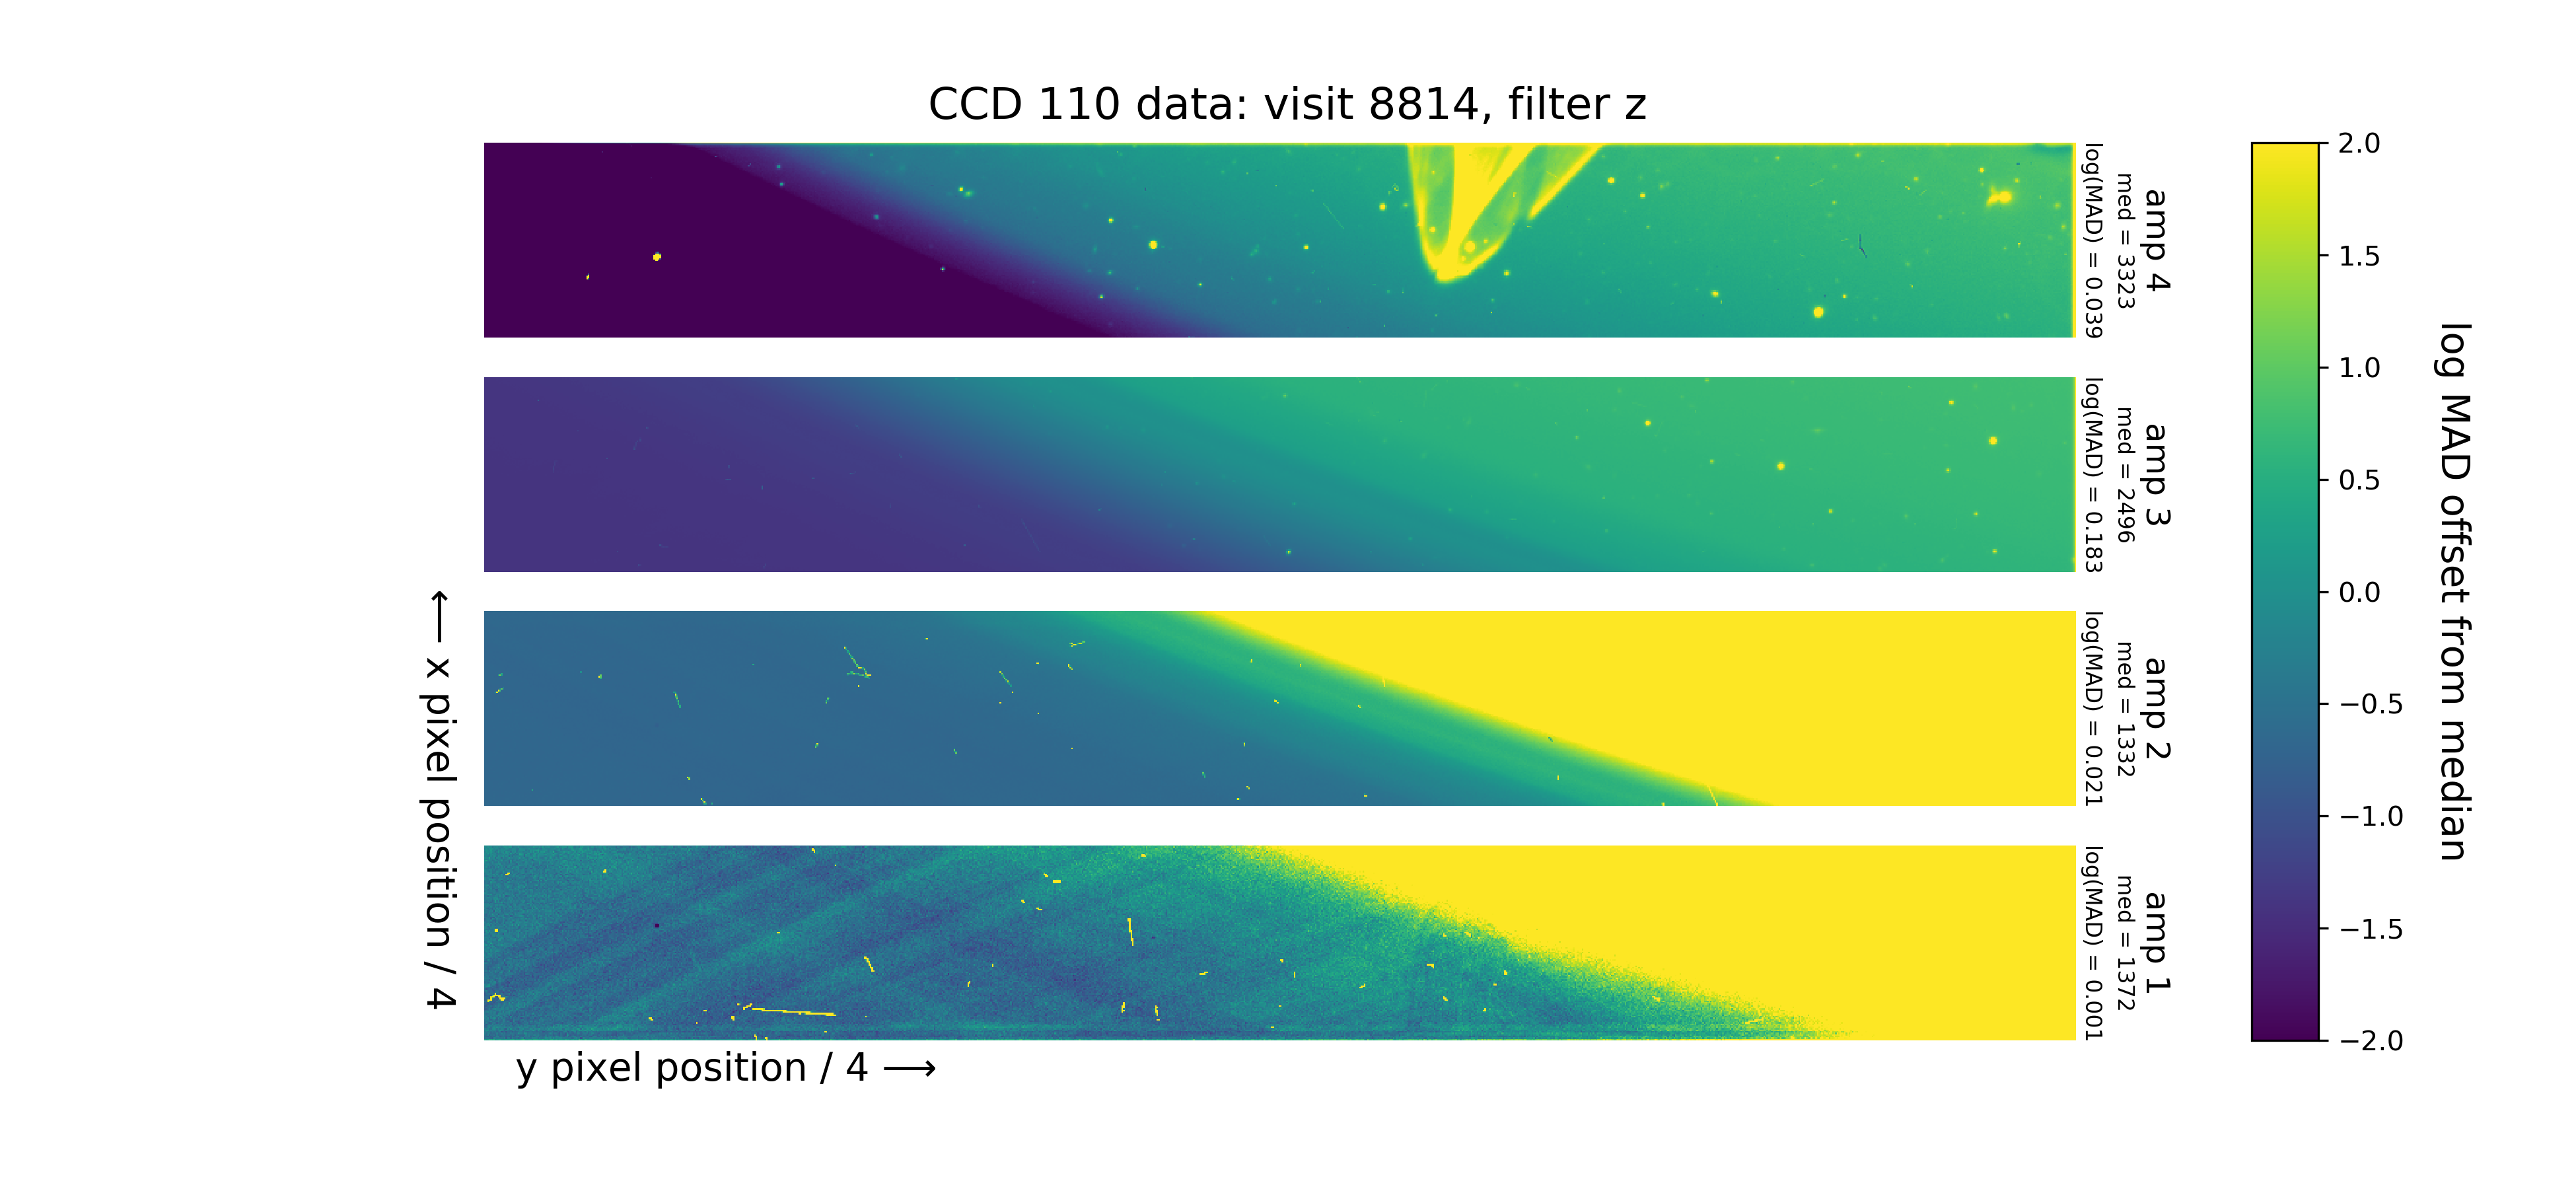 CCD 110 data: visit 8814, filter z
amp 4
med = 3323
log(MAD) = 0.039
amp 3
med = 2496
log(MAD) = 0.183
amp 2
med = 1332
log(MAD) = 0.021
amp 1
med = 1372
log(MAD) = 0.001
⟵ x pixel position / 4
y pixel position / 4 ⟶
2.0
1.5
1.0
0.5
0.0
−0.5
−1.0
−1.5
−2.0
log MAD offset from median